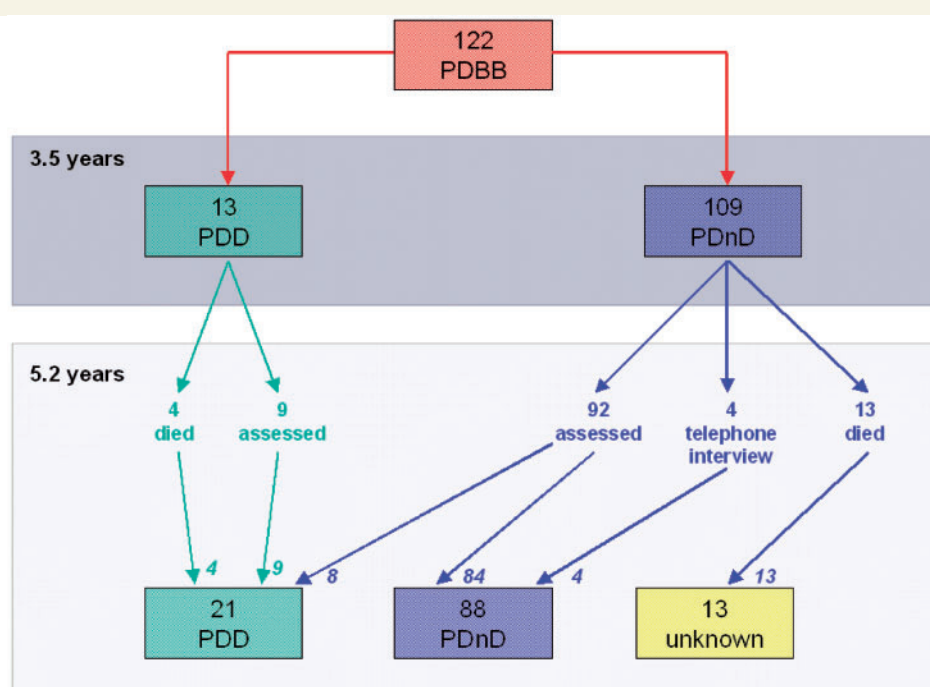 122
PDBB
3.5 years
13
PDD
109
PDnD
5.2 years
4
died
9
assessed
92
assessed
4
telephone
interview
13
died
4
9
8
84
4
13
21
PDD
88
PDnD
13
unknown